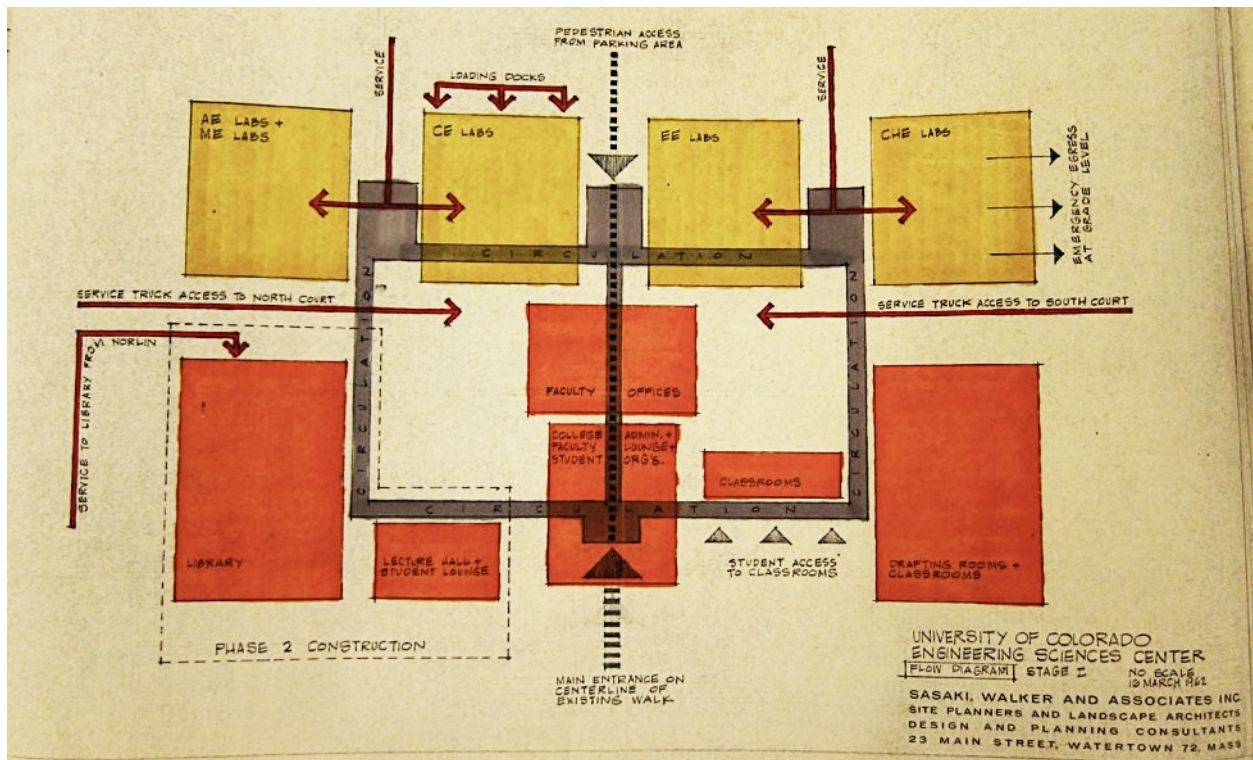 PEDESTRIAN ACCESS
FROM PARKING AREA
SERVICE
LOADING DOCKS
SERVICE
AE LABS +
ME LABS
CE LABS
EE LABS
CHE LABS
EMERGENCY EGRESS
AT GRADE LEVEL
CIRCULATION
CIRCULATION
CIRCULATION
SERVICE TRUCK ACCESS TO NORTH COURT
SERVICE TRUCK ACCESS TO SOUTH COURT
SERVICE TO LIBRARY FROM NORLIN
FACULTY OFFICES
COLLEGE ADMIN. +
FACULTY LOUNGE +
STUDENT ORG'S.
CLASSROOMS
CIRCULATION
STUDENT ACCESS
TO CLASSROOMS
LIBRARY
LECTURE HALL +
STUDENT LOUNGE
DRAFTING ROOMS +
CLASSROOMS
PHASE 2 CONSTRUCTION
MAIN ENTRANCE ON
CENTERLINE OF
EXISTING WALK
UNIVERSITY OF COLORADO
ENGINEERING SCIENCES CENTER
FLOW DIAGRAM STAGE I NO SCALE
MARCH 1962
SASAKI, WALKER AND ASSOCIATES INC
SITE PLANNERS AND LANDSCAPE ARCHITECTS
DESIGN AND PLANNING CONSULTANTS
23 MAIN STREET, WATERTOWN 72, MASS